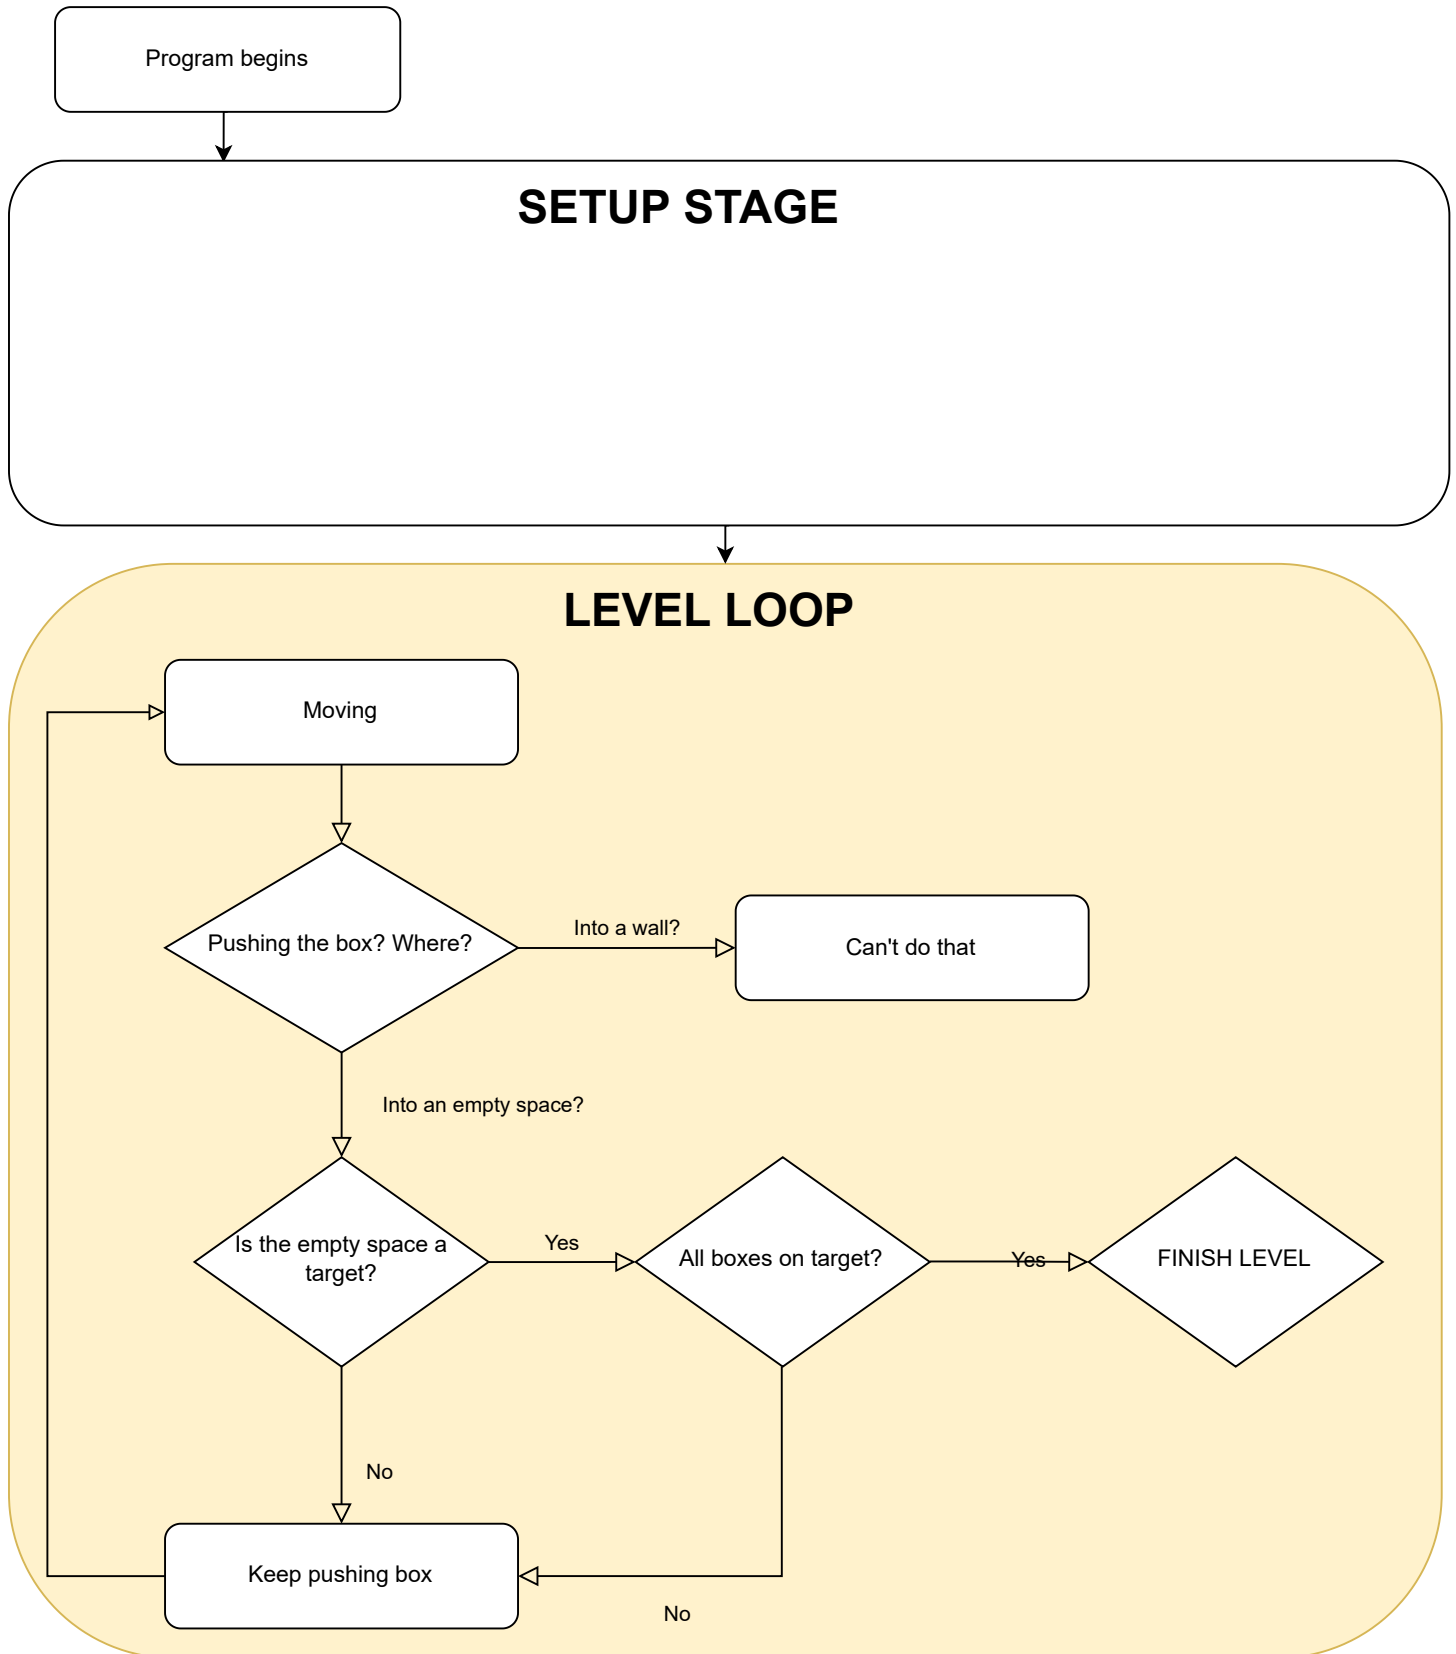 Program begins
SETUP STAGE
LEVEL LOOP
Moving
Pushing the box? Where?
Into a wall?
Can't do that
Into an empty space?
Is the empty space a
target?
Yes
All boxes on target?
Yes
FINISH LEVEL
No
Keep pushing box
No